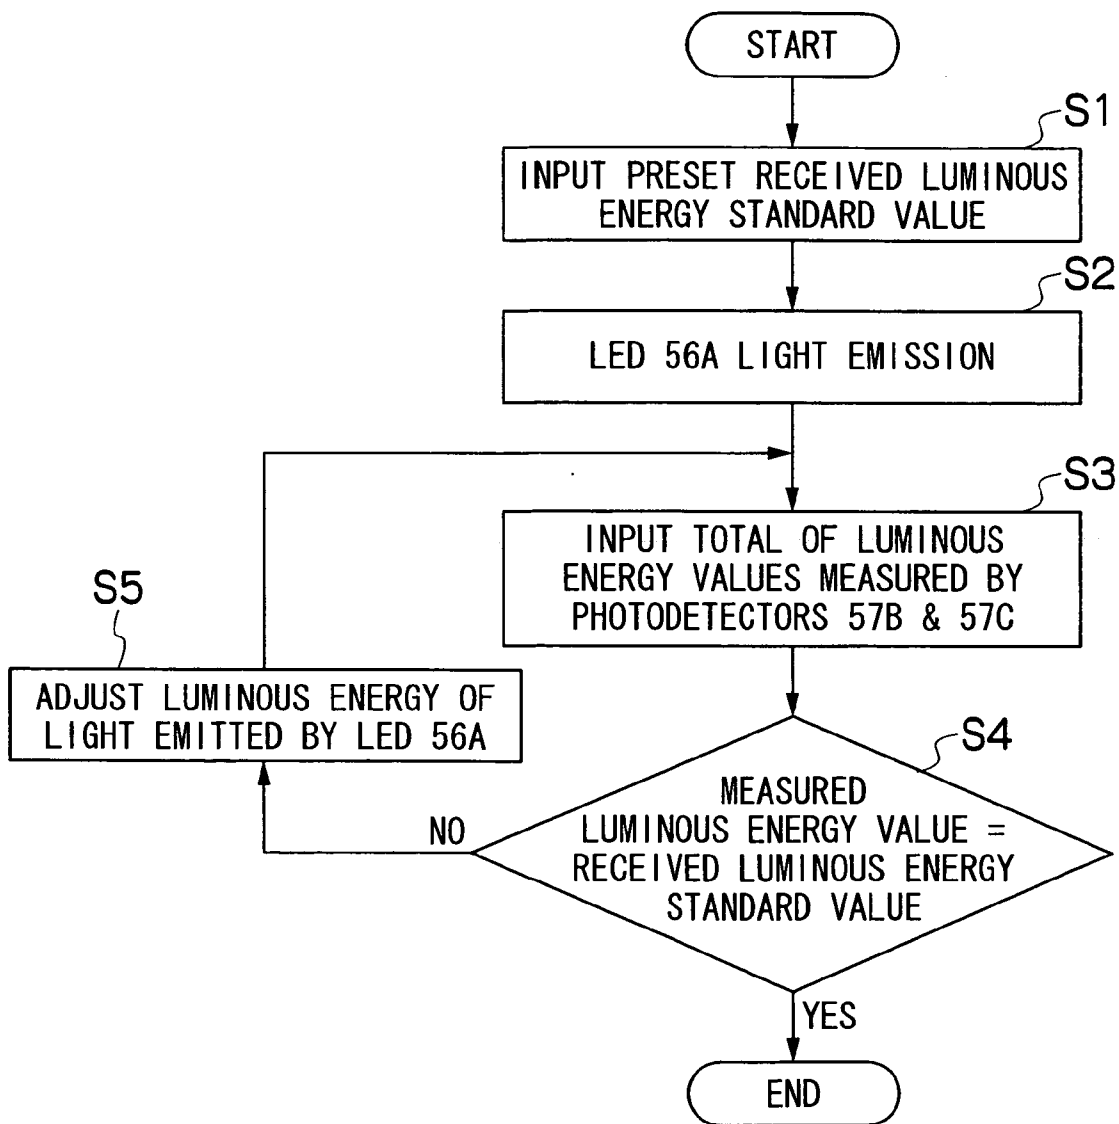 START
S1
INPUT PRESET RECEIVED LUMINOUS
ENERGY STANDARD VALUE
S2
LED 56A LIGHT EMISSION
S3
INPUT TOTAL OF LUMINOUS
ENERGY VALUES MEASURED BY
PHOTODETECTORS 57B & 57C
S5
ADJUST LUMINOUS ENERGY OF
LIGHT EMITTED BY LED 56A
S4
MEASURED
LUMINOUS ENERGY VALUE =
RECEIVED LUMINOUS ENERGY
STANDARD VALUE
NO
YES
END